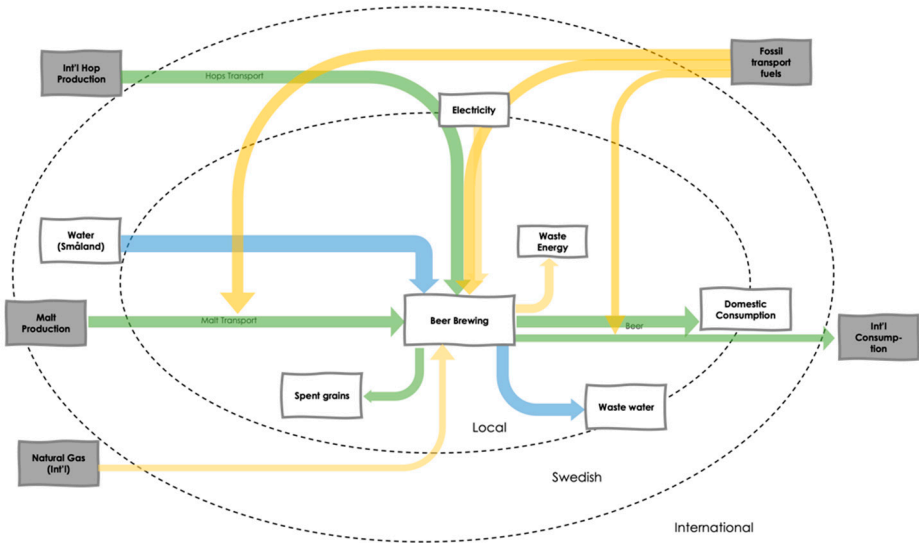 Int'l Hop
Production
Hops Transport
Fossil
transport
fuels
Electricity
Water
(Småland)
Waste
Energy
Malt
Production
Malt Transport
Beer Brewing
Beer
Domestic
Consumption
Int'l
Consump-
tion
Spent grains
Waste water
Local
Natural Gas
(Int'l)
Swedish
International